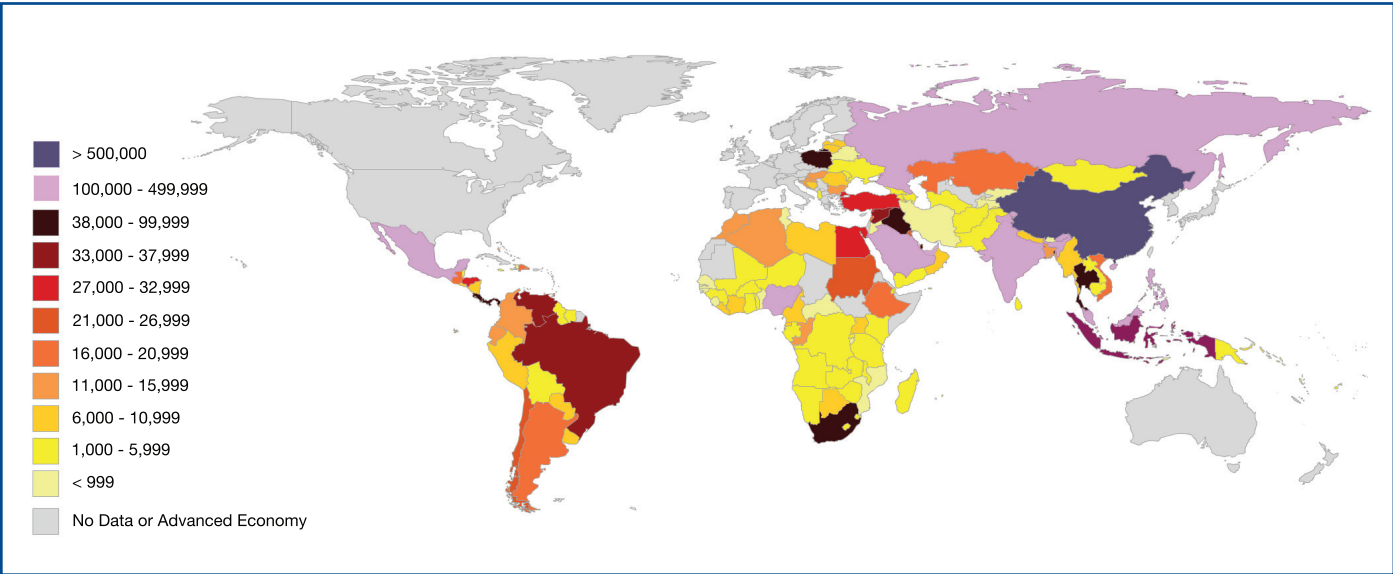 > 500,000
100,000 - 499,999
38,000 - 99,999
33,000 - 37,999
27,000 - 32,999
21,000 - 26,999
16,000 - 20,999
11,000 - 15,999
6,000 - 10,999
1,000 - 5,999
< 999
No Data or Advanced Economy